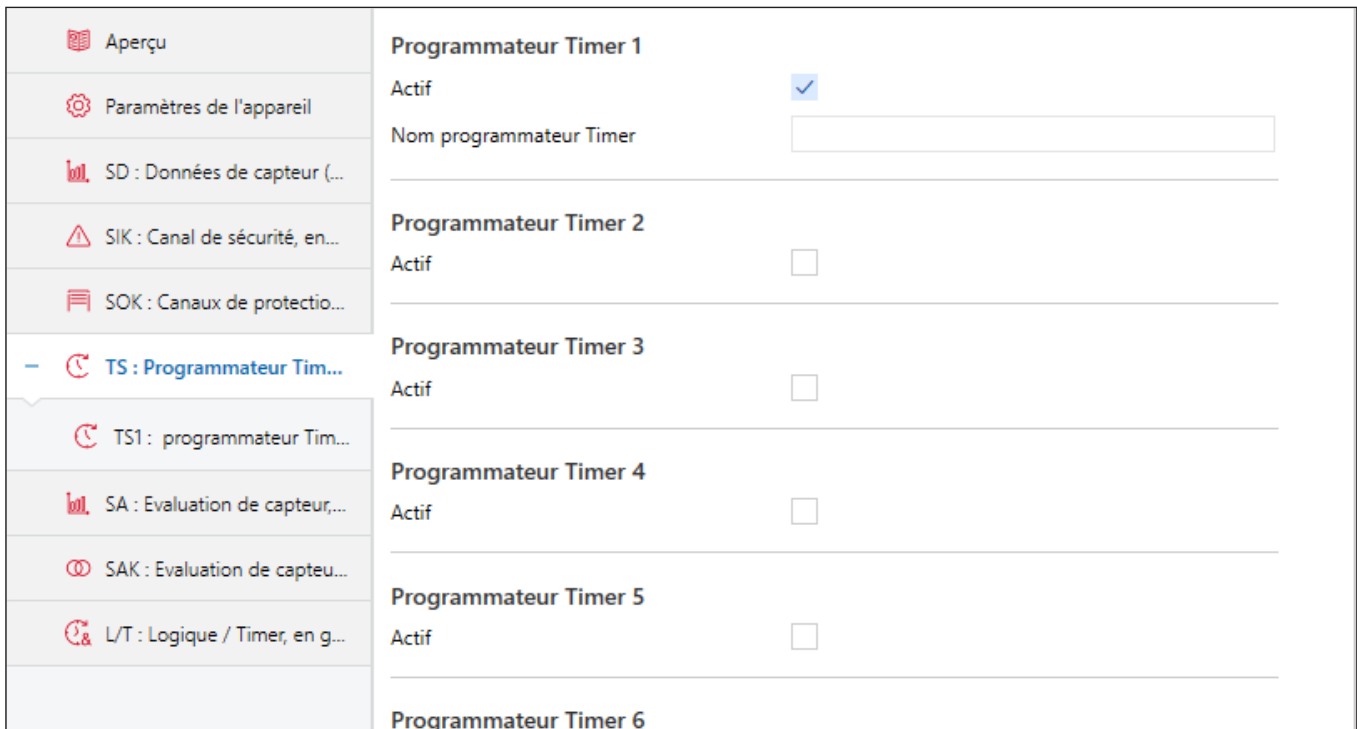 Aperçu
Paramètres de l'appareil
SD : Données de capteur (...
SIK : Canal de sécurité, en...
SOK : Canaux de protectio...
TS : Programmateur Tim...
TS1 : programmateur Tim...
SA : Evaluation de capteur,...
SAK : Evaluation de capteu...
L/T : Logique / Timer, en g...
Programmateur Timer 1
Actif
Nom programmateur Timer
Programmateur Timer 2
Actif
Programmateur Timer 3
Actif
Programmateur Timer 4
Actif
Programmateur Timer 5
Actif
Programmateur Timer 6